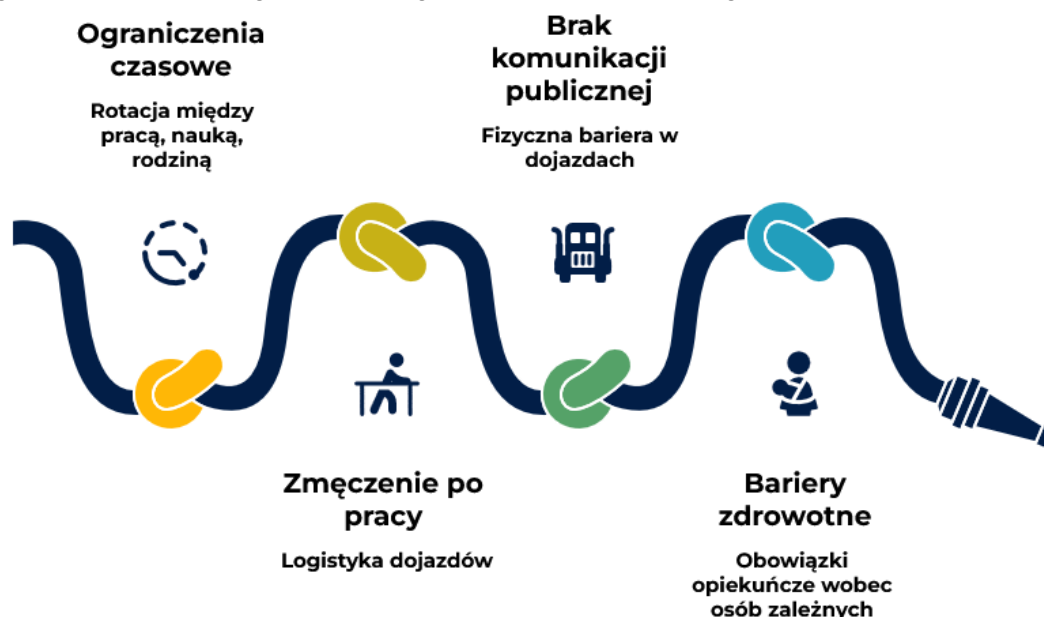 Ograniczenia
czasowe
Rotacja między
pracą, nauką,
rodziną
Brak
komunikacji
publicznej
Fizyczna bariera w
dojazdach
Zmęczenie po
pracy
Logistyka dojazdów
Bariery
zdrowotne
Obowiązki
opiekuńcze wobec
osób zależnych